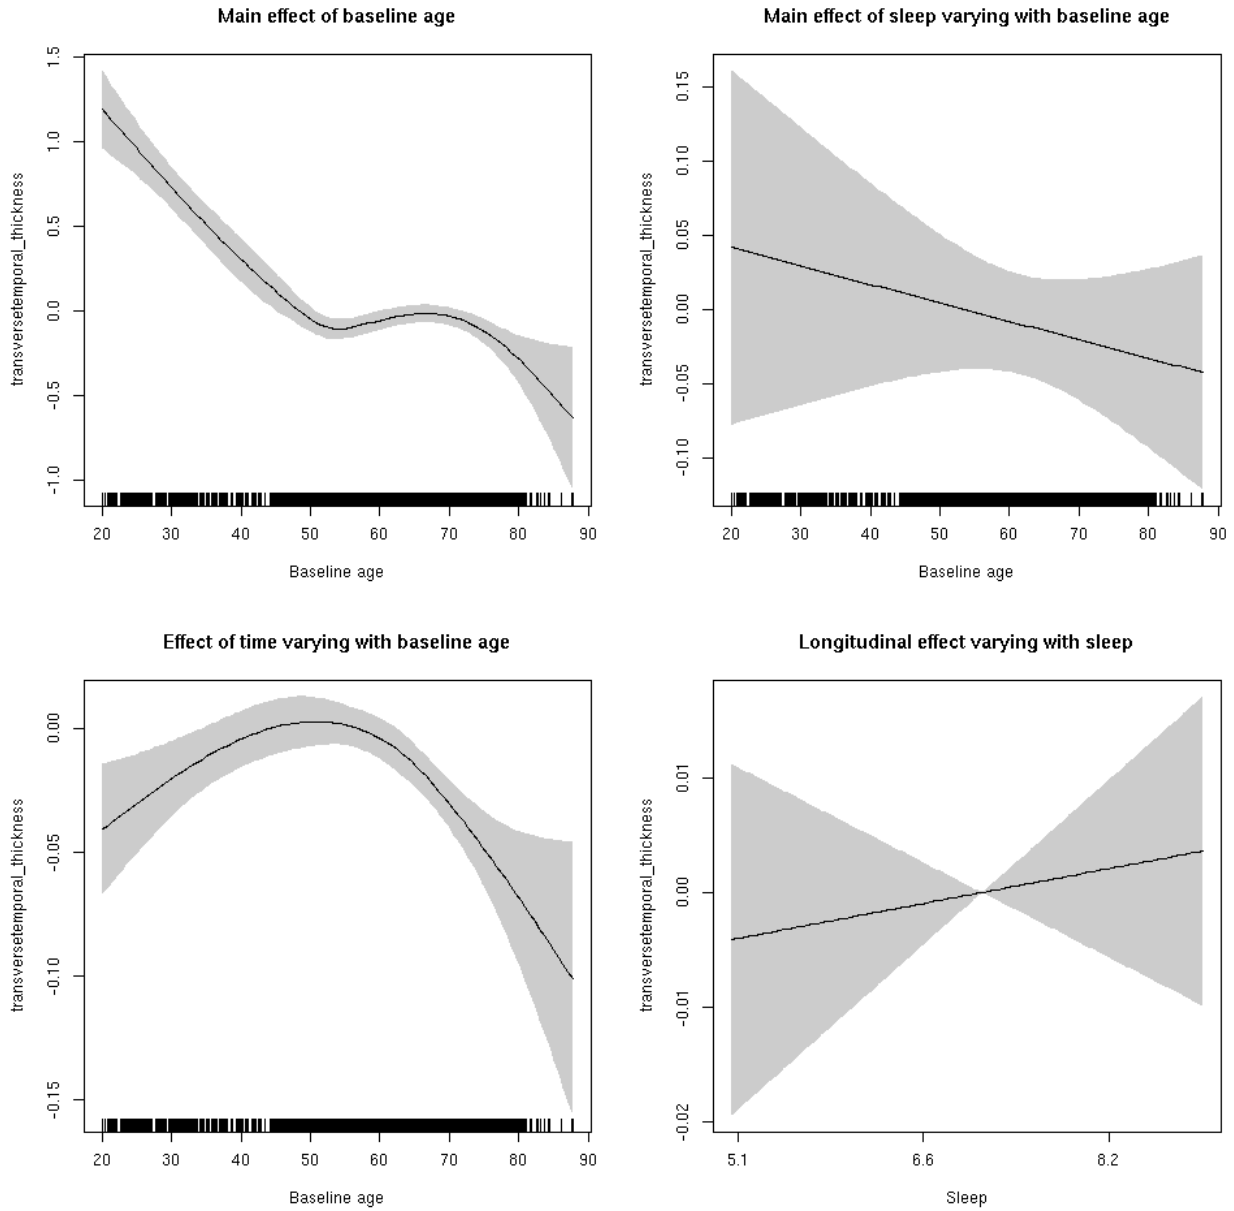 Main effect of baseline age
1.5
1.0
0.5
0.0
-0.5
-1.0
transversetemporal_thickness
20 30 40 50 60 70 80 90
Baseline age
Main effect of sleep varying with baseline age
0.15
0.10
0.05
0.00
-0.05
-0.10
transversetemporal_thickness
20 30 40 50 60 70 80 90
Baseline age
Effect of time varying with baseline age
0.00
-0.05
-0.10
-0.15
transversetemporal_thickness
20 30 40 50 60 70 80 90
Baseline age
Longitudinal effect varying with sleep
0.01
0.00
-0.01
-0.02
transversetemporal_thickness
5.1 6.6 8.2
Sleep